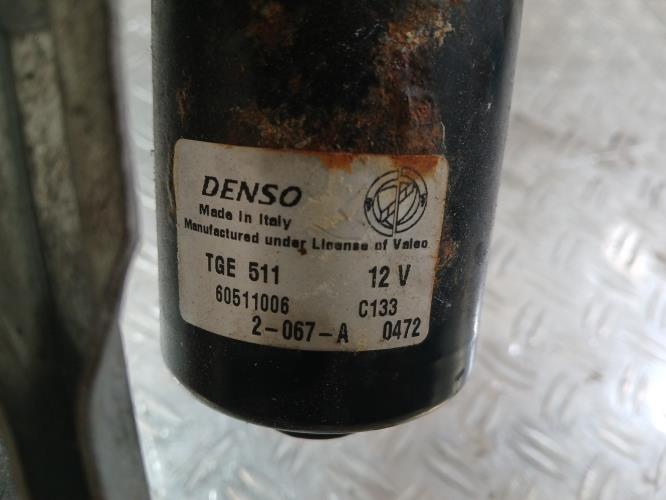 DENSO
Made in Italy
Manufactured under License of Valeo
TGE 511 12 V
60511006 C133
2-067-A 0472